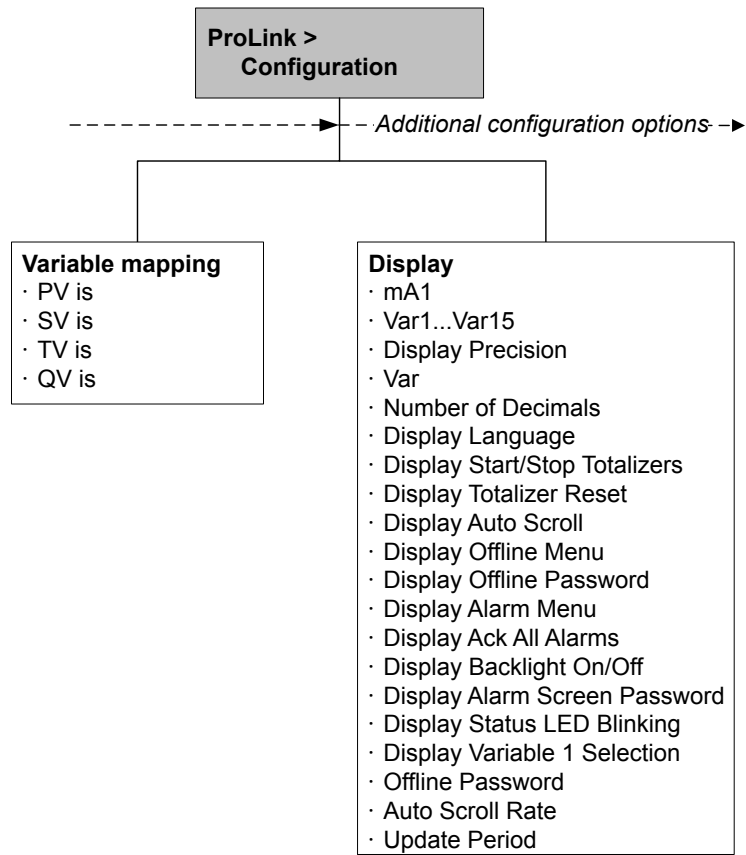 ProLink >
Configuration
Additional configuration options
Variable mapping
· PV is
· SV is
· TV is
· QV is
Display
· mA1
· Var1...Var15
· Display Precision
· Var
· Number of Decimals
· Display Language
· Display Start/Stop Totalizers
· Display Totalizer Reset
· Display Auto Scroll
· Display Offline Menu
· Display Offline Password
· Display Alarm Menu
· Display Ack All Alarms
· Display Backlight On/Off
· Display Alarm Screen Password
· Display Status LED Blinking
· Display Variable 1 Selection
· Offline Password
· Auto Scroll Rate
· Update Period